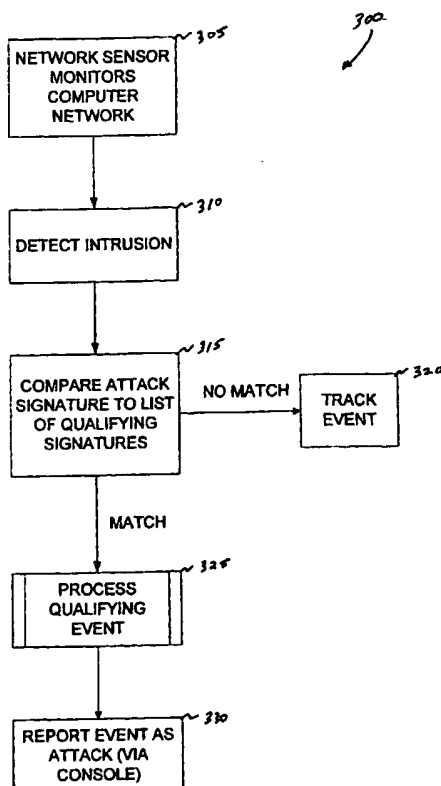 305
300
NETWORK SENSOR
MONITORS
COMPUTER
NETWORK
310
DETECT INTRUSION
315
COMPARE ATTACK
SIGNATURE TO LIST
OF QUALIFYING
SIGNATURES
NO MATCH
320
TRACK
EVENT
MATCH
325
PROCESS
QUALIFYING
EVENT
330
REPORT EVENT AS
ATTACK (VIA
CONSOLE)